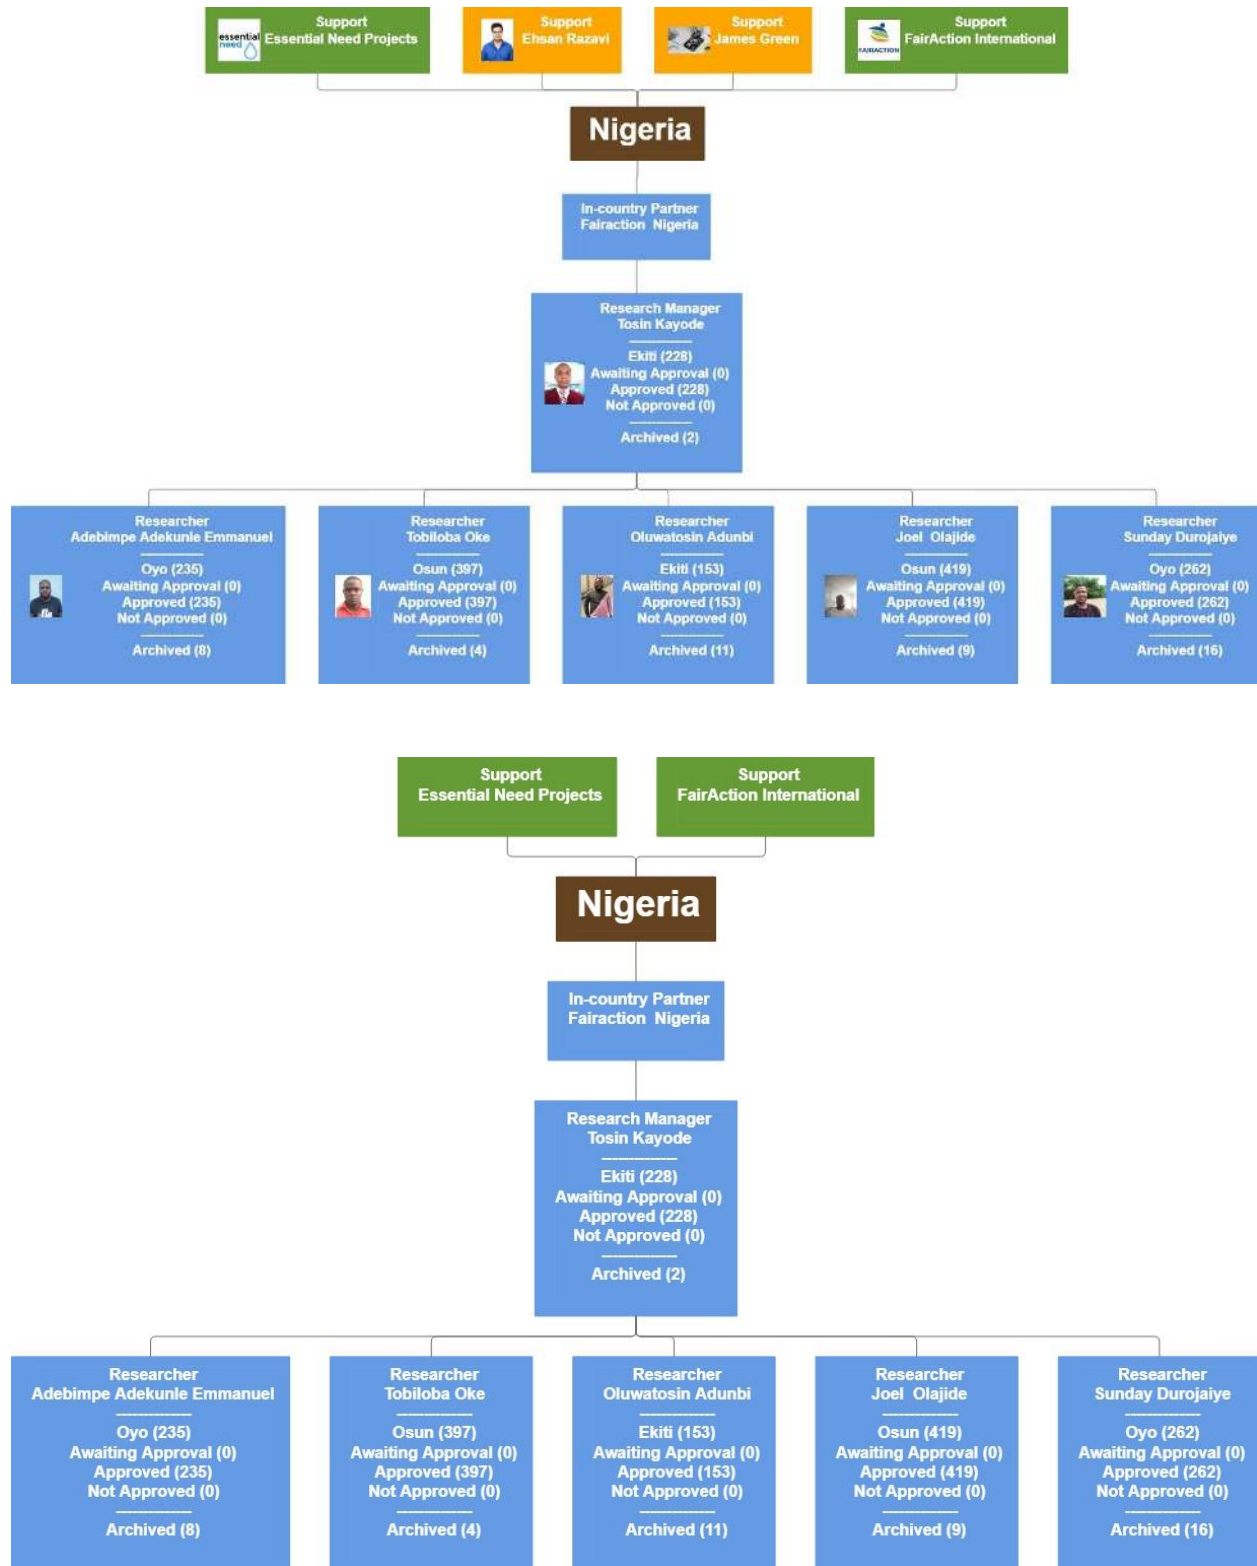 Support
Essential Need Projects
essential
need
Support
Ehsan Razavi
Support
James Green
Support
FairAction International
FAIRACTION
Nigeria
In-country Partner
Fairaction Nigeria
Research Manager
Tosin Kayode
--------------
Ekiti (228)
Awaiting Approval (0)
Approved (228)
Not Approved (0)
--------------
Archived (2)
Researcher
Adebimpe Adekunle Emmanuel
--------------
Oyo (235)
Awaiting Approval (0)
Approved (235)
Not Approved (0)
--------------
Archived (8)
Researcher
Tobiloba Oke
--------------
Osun (397)
Awaiting Approval (0)
Approved (397)
Not Approved (0)
--------------
Archived (4)
Researcher
Oluwatosin Adunbi
--------------
Ekiti (153)
Awaiting Approval (0)
Approved (153)
Not Approved (0)
--------------
Archived (11)
Researcher
Joel Olajide
--------------
Osun (419)
Awaiting Approval (0)
Approved (419)
Not Approved (0)
--------------
Archived (9)
Researcher
Sunday Durojaiye
--------------
Oyo (262)
Awaiting Approval (0)
Approved (262)
Not Approved (0)
--------------
Archived (16)
Support
Essential Need Projects
Support
FairAction International
Nigeria
In-country Partner
Fairaction Nigeria
Research Manager
Tosin Kayode
--------------
Ekiti (228)
Awaiting Approval (0)
Approved (228)
Not Approved (0)
--------------
Archived (2)
Researcher
Adebimpe Adekunle Emmanuel
--------------
Oyo (235)
Awaiting Approval (0)
Approved (235)
Not Approved (0)
--------------
Archived (8)
Researcher
Tobiloba Oke
--------------
Osun (397)
Awaiting Approval (0)
Approved (397)
Not Approved (0)
--------------
Archived (4)
Researcher
Oluwatosin Adunbi
--------------
Ekiti (153)
Awaiting Approval (0)
Approved (153)
Not Approved (0)
--------------
Archived (11)
Researcher
Joel Olajide
--------------
Osun (419)
Awaiting Approval (0)
Approved (419)
Not Approved (0)
--------------
Archived (9)
Researcher
Sunday Durojaiye
--------------
Oyo (262)
Awaiting Approval (0)
Approved (262)
Not Approved (0)
--------------
Archived (16)